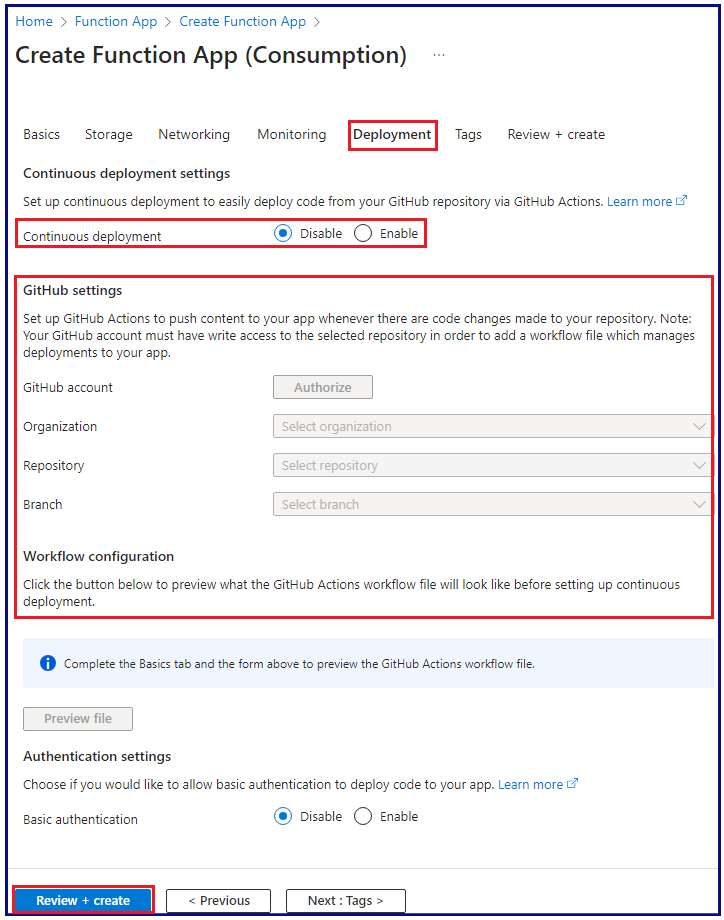 Home > Function App > Create Function App >
Create Function App (Consumption) ...
Basics Storage Networking Monitoring Deployment Tags Review + create
Continuous deployment settings
Set up continuous deployment to easily deploy code from your GitHub repository via GitHub Actions. Learn more
Continuous deployment Disable Enable
GitHub settings
Set up GitHub Actions to push content to your app whenever there are code changes made to your repository. Note:
Your GitHub account must have write access to the selected repository in order to add a workflow file which manages
deployments to your app.
GitHub account Authorize
Organization Select organization
Repository Select repository
Branch Select branch
Workflow configuration
Click the button below to preview what the GitHub Actions workflow file will look like before setting up continuous
deployment.
Complete the Basics tab and the form above to preview the GitHub Actions workflow file.
Preview file
Authentication settings
Choose if you would like to allow basic authentication to deploy code to your app. Learn more
Basic authentication Disable Enable
Review + create < Previous Next : Tags >